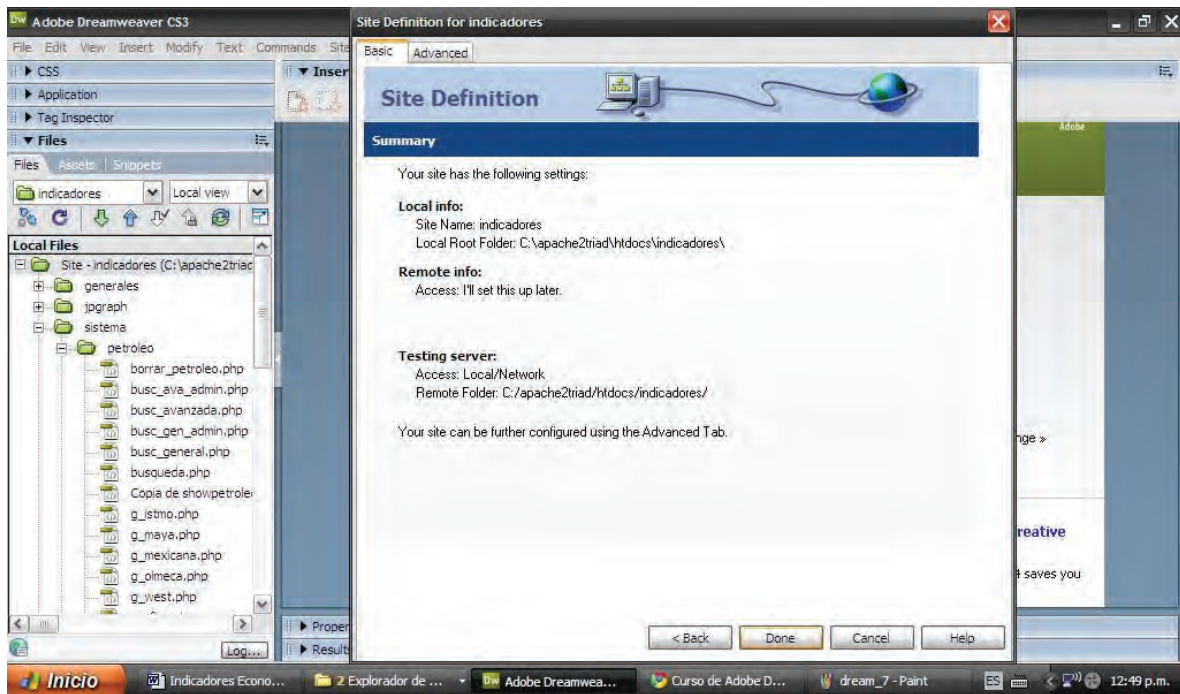 Adobe Dreamweaver CS3
File Edit View Insert Modify Text Commands Site
CSS
Application
Tag Inspector
Files
Files Assets Snippets
indicadores Local view
Local Files
Site - indicadores (C:\apache2triad
generales
jpgraph
sistema
petroleo
borrar_petroleo.php
busc_ava_admin.php
busc_avanzada.php
busc_gen_admin.php
busc_general.php
busqueda.php
Copia de showpetrole
g_istmo.php
g_maya.php
g_mexicana.php
g_olmeca.php
g_west.php
Log...
Inser
Proper
Result
Site Definition for indicadores
Basic Advanced
Site Definition
Summary
Your site has the following settings:
Local info:
Site Name: indicadores
Local Root Folder: C:\apache2triad\htdocs\indicadores\
Remote info:
Access: I'll set this up later.
Testing server:
Access: Local/Network
Remote Folder: C:/apache2triad/htdocs/indicadores/
Your site can be further configured using the Advanced Tab.
< Back Done Cancel Help
Adobe
nge »
reative
4 saves you
Inicio Indicadores Econo... 2 Explorador de ... Adobe Dreamwea... Curso de Adobe D... dream_7 - Paint ES 12:49 p.m.